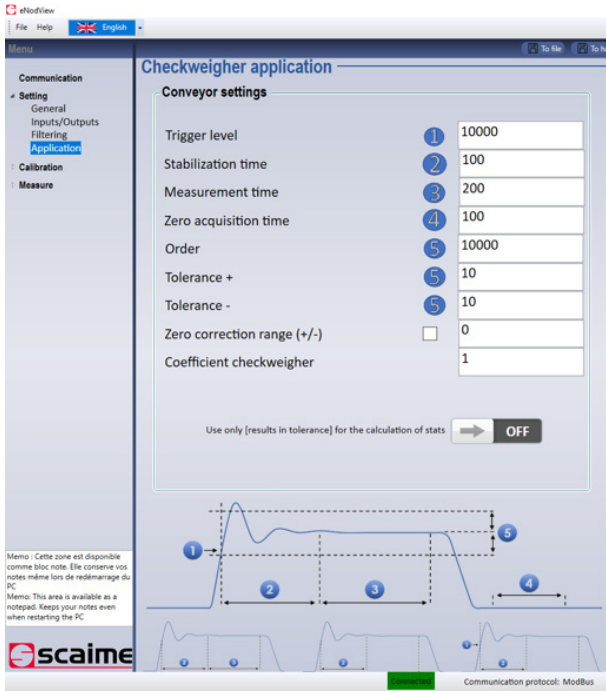 eNodView
File Help English
Menu
To file To h
Communication
Setting
General
Inputs/Outputs
Filtering
Application
Calibration
Measure
Checkweigher application
Conveyor settings
Trigger level 1 10000
Stabilization time 2 100
Measurement time 3 200
Zero acquisition time 4 100
Order 5 10000
Tolerance + 5 10
Tolerance - 5 10
Zero correction range (+/-) 0
Coefficient checkweigher 1
Use only [results in tolerance] for the calculation of stats OFF
1 5
2 3 4
Memo : Cette zone est disponible
comme bloc note. Elle conserve vos
notes même lors de redémarrage du
PC
Memo: This area is available as a
notepad. Keeps your notes even
when restarting the PC
scaime
Connected Communication protocol: ModBus